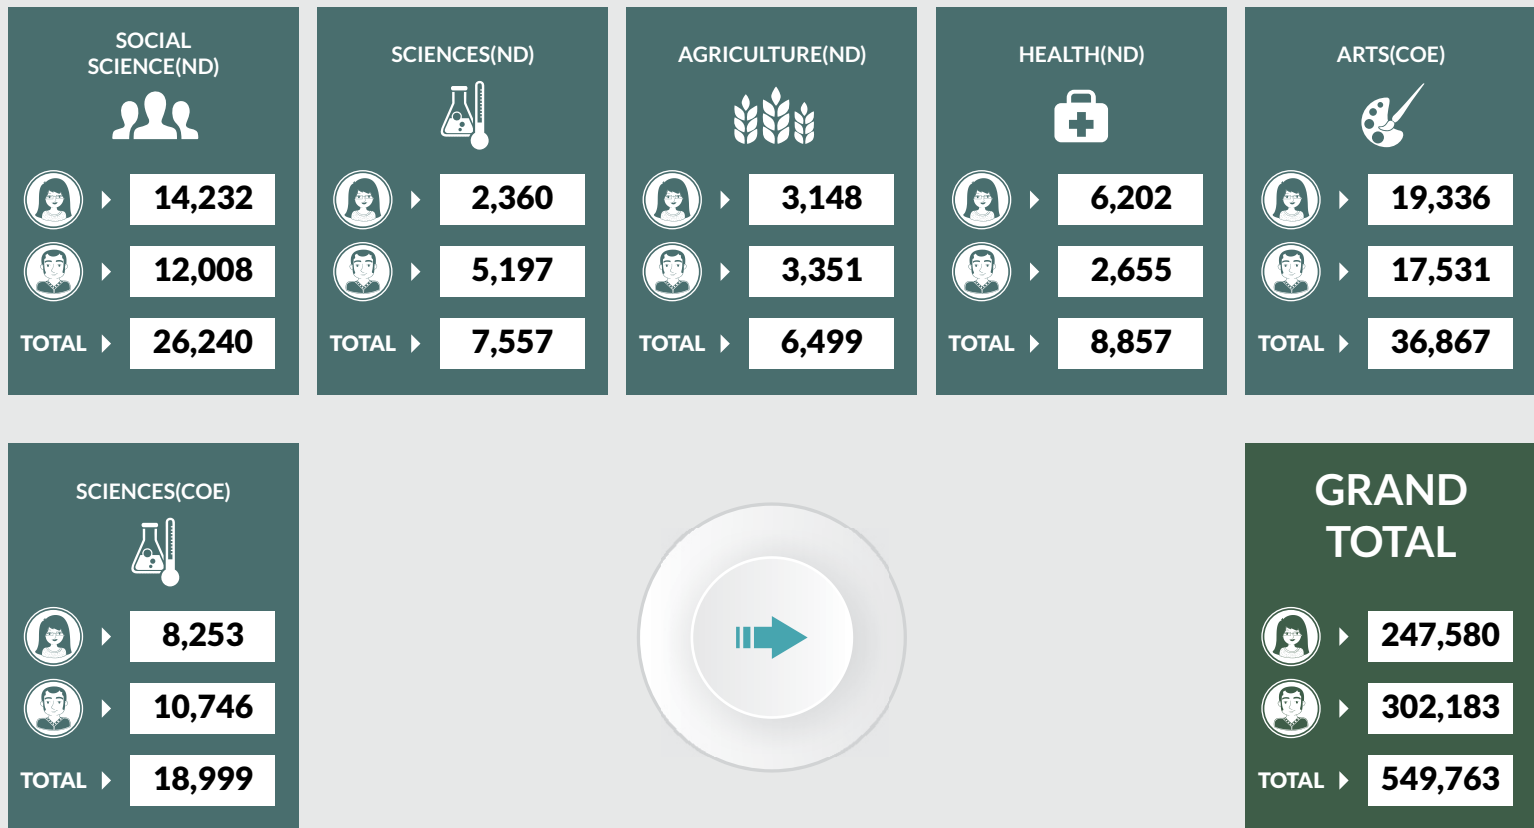 SOCIAL
SCIENCE(ND)
14,232
12,008
TOTAL 26,240
SCIENCES(ND)
2,360
5,197
TOTAL 7,557
AGRICULTURE(ND)
3,148
3,351
TOTAL 6,499
HEALTH(ND)
6,202
2,655
TOTAL 8,857
ARTS(COE)
19,336
17,531
TOTAL 36,867
SCIENCES(COE)
8,253
10,746
TOTAL 18,999
GRAND
TOTAL
247,580
302,183
TOTAL 549,763